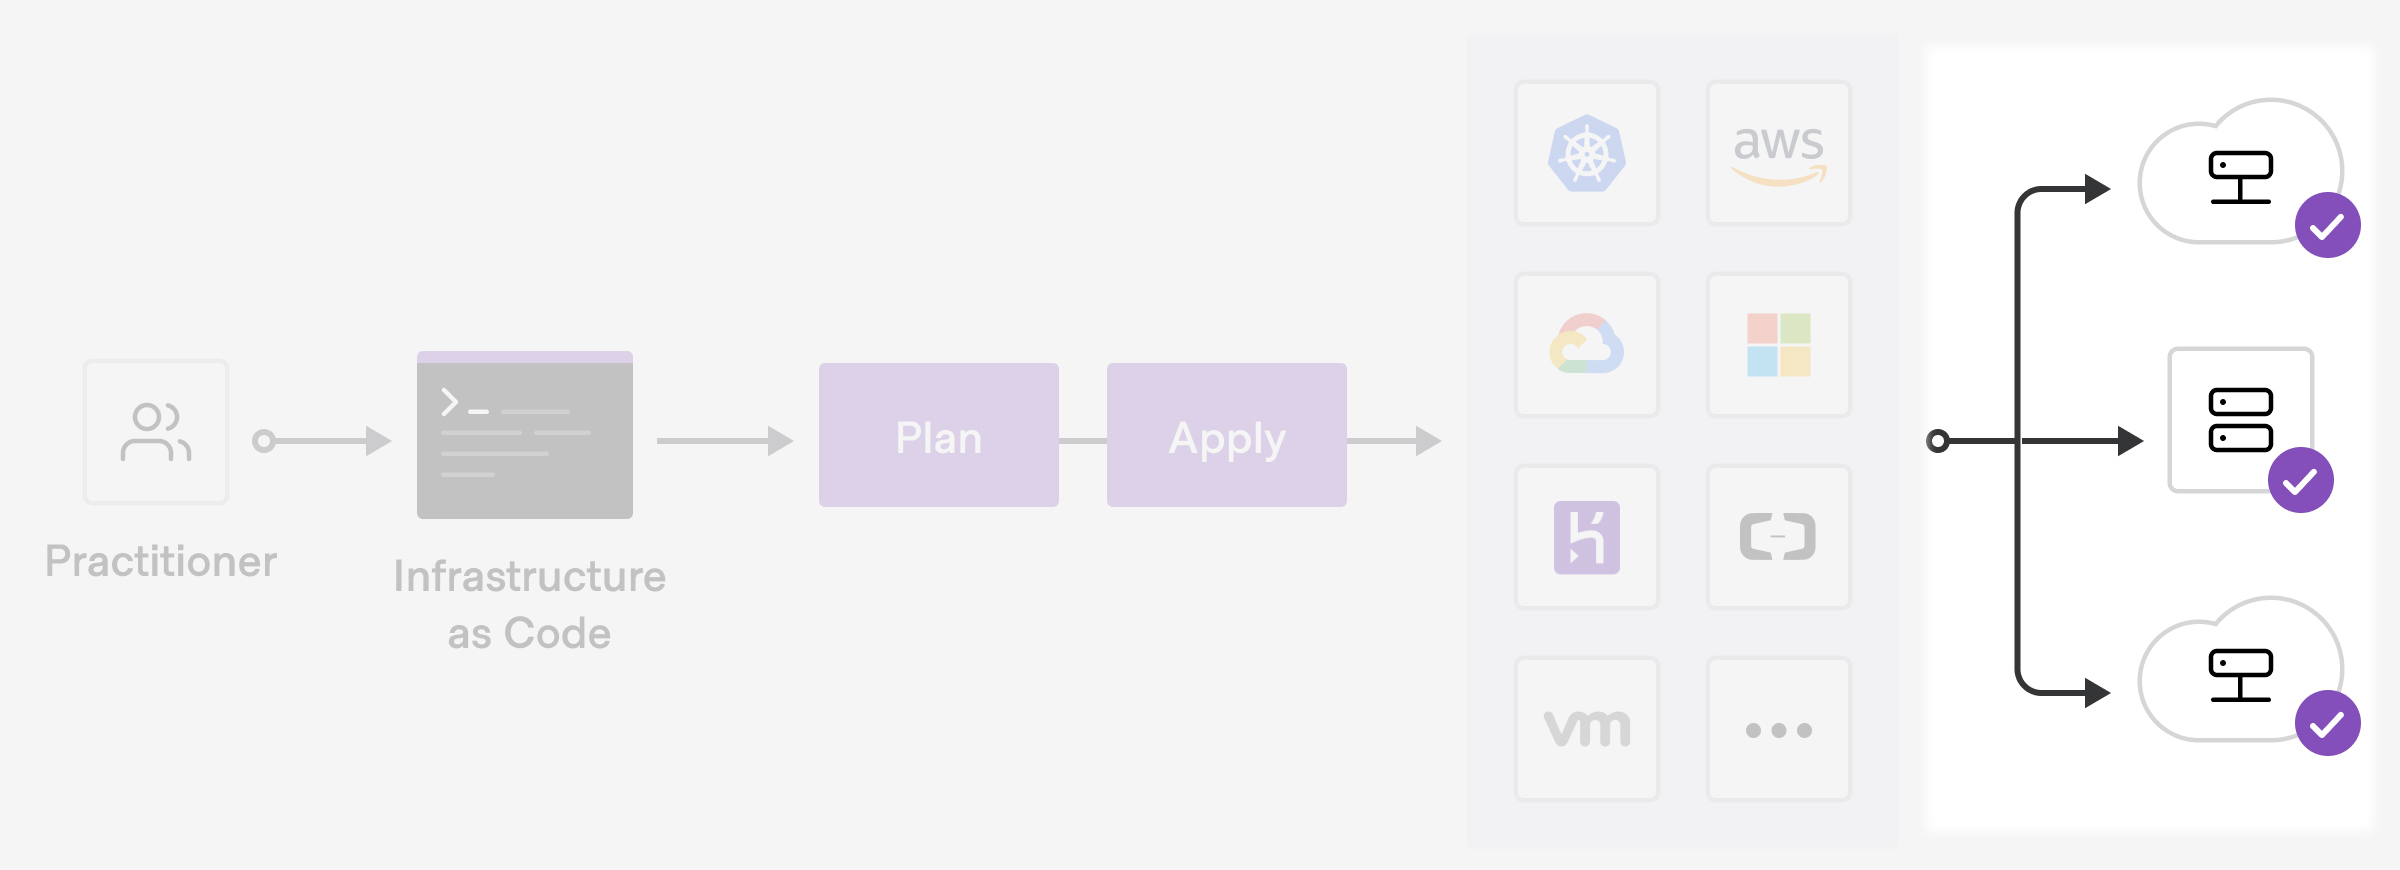 Practitioner
Infrastructure
as Code
Plan
Apply
aws
vm